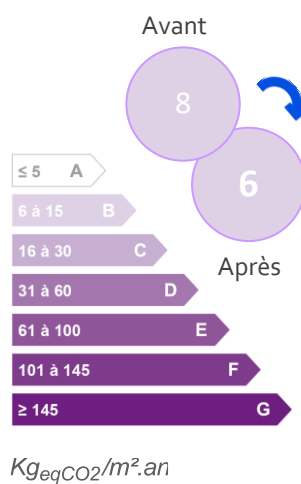 Avant
8
6
Après
≤ 5 A
6 à 15 B
16 à 30 C
31 à 60 D
61 à 100 E
101 à 145 F
≥ 145 G
KgeqCO2/m².an